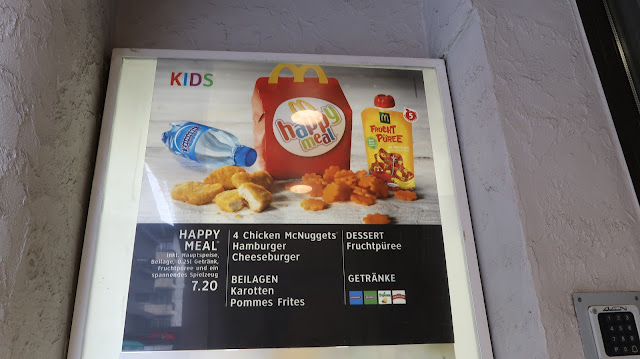 KIDS
happy
meal
FRUCHT
PÜREE
5
HAPPY
MEAL®
inkl. Hauptspeise,
Beilage, 0.25l Getränk,
Fruchtpüree und ein
spannendes Spielzeug
7.20
4 Chicken McNuggets®
Hamburger
Cheeseburger
BEILAGEN
Karotten
Pommes Frites
DESSERT
Fruchtpüree
GETRÄNKE